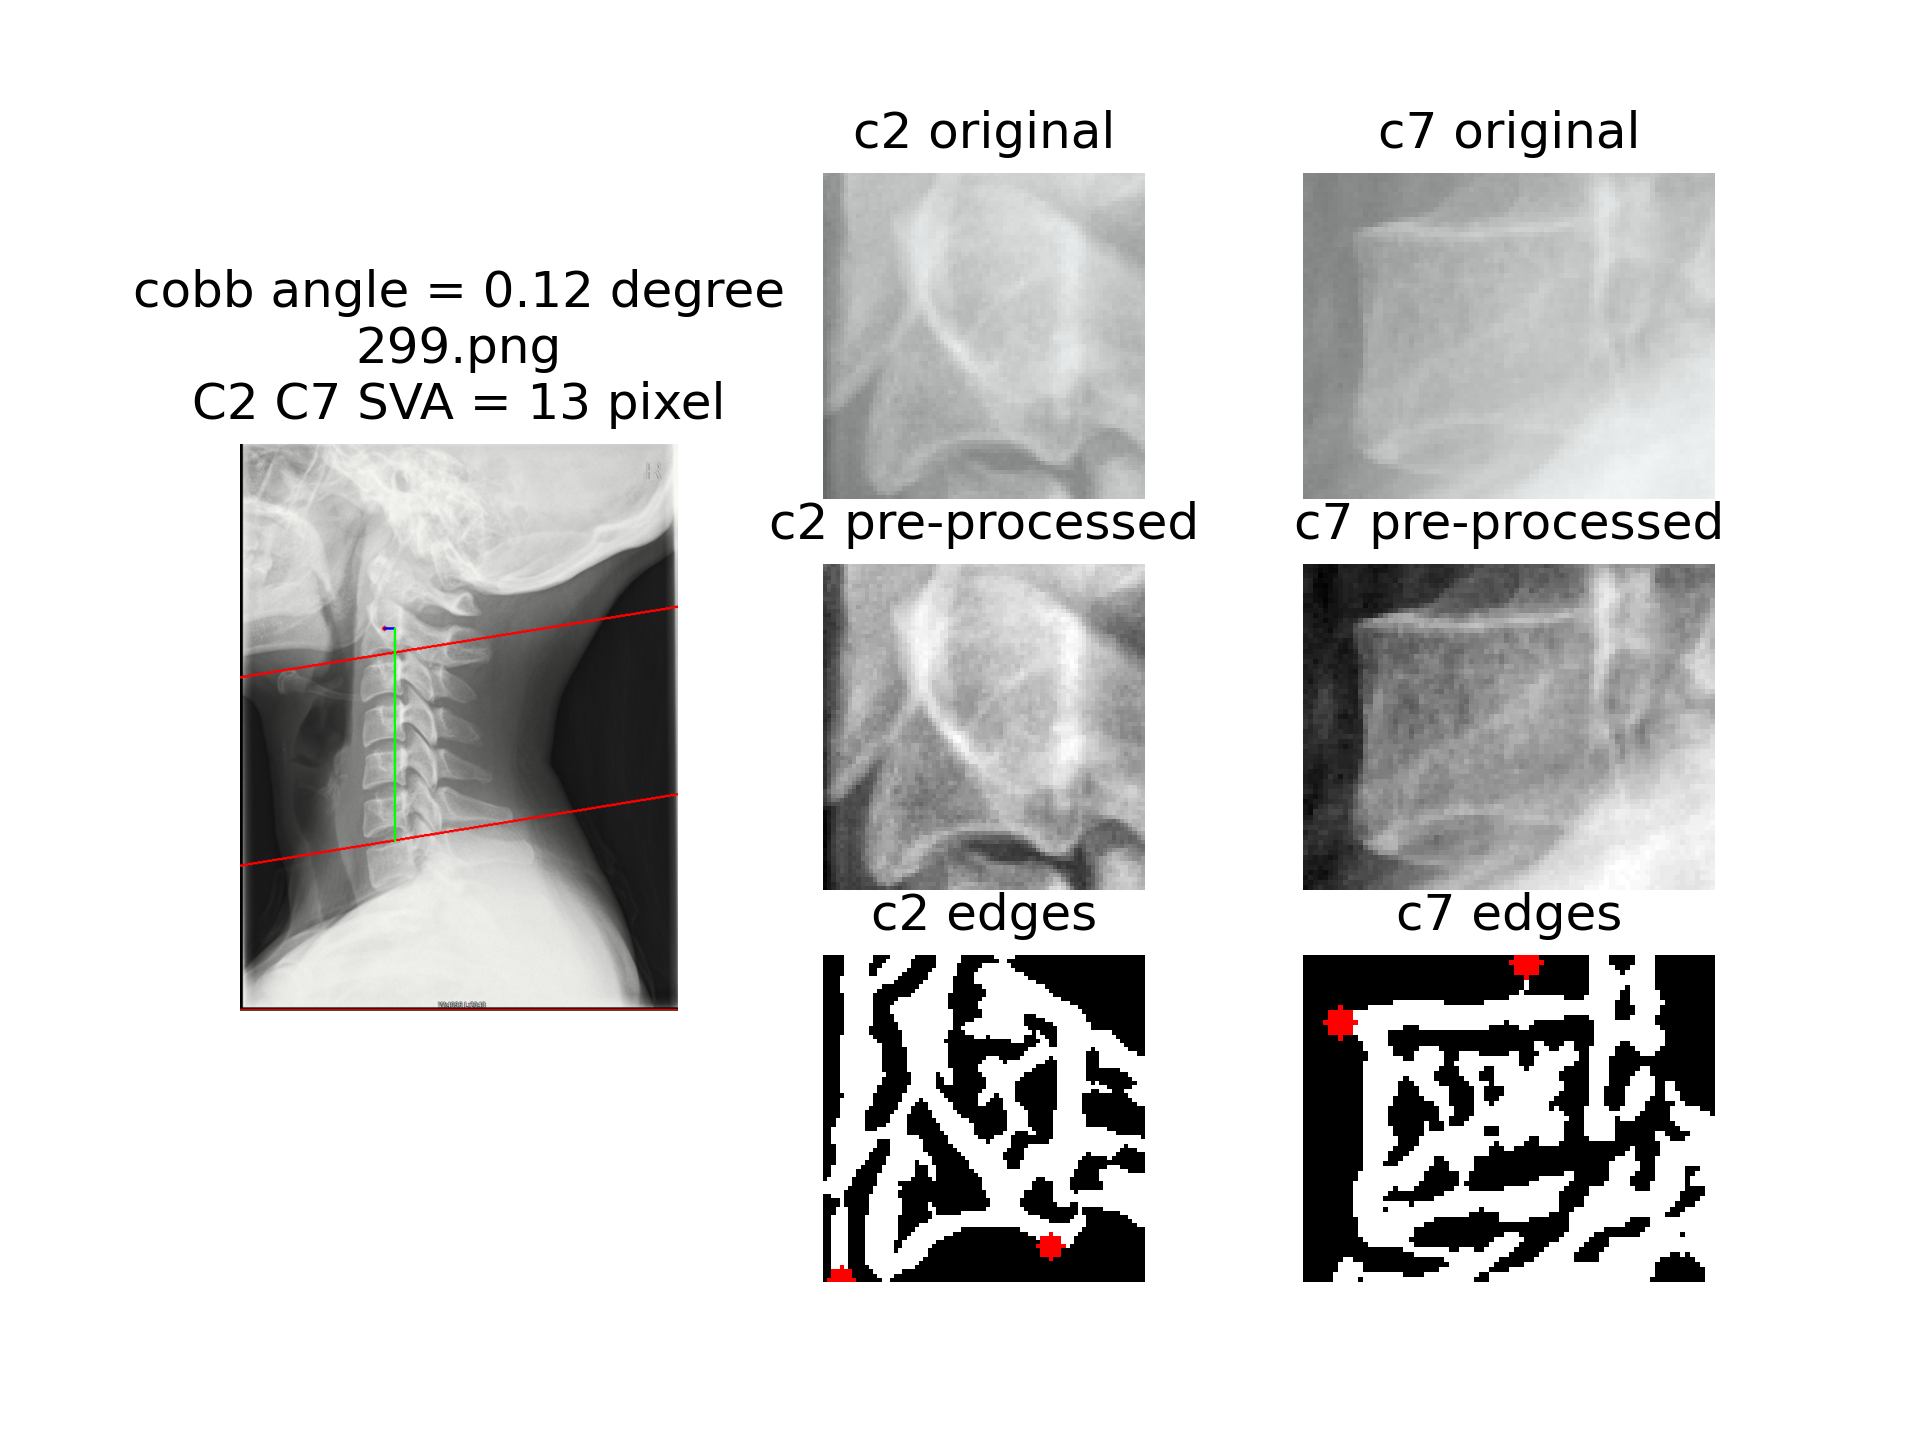 cobb angle = 0.12 degree
299.png
C2 C7 SVA = 13 pixel
R
c2 original
c7 original
c2 pre-processed
c7 pre-processed
c2 edges
c7 edges